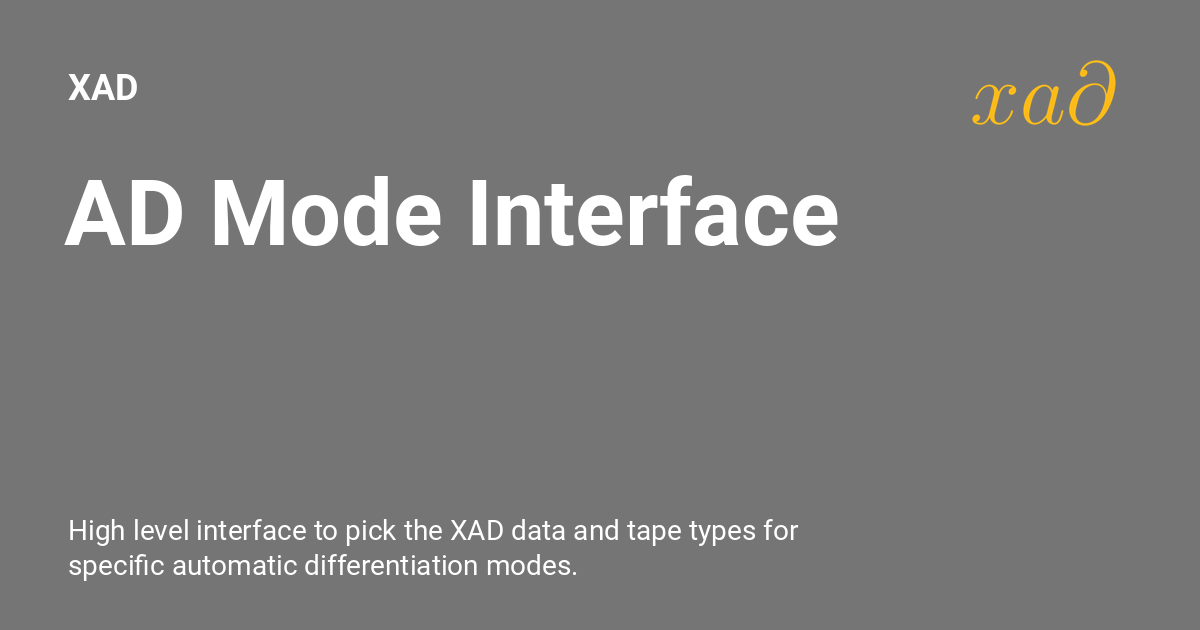 XAD
xa∂
AD Mode Interface
High level interface to pick the XAD data and tape types for
specific automatic differentiation modes.